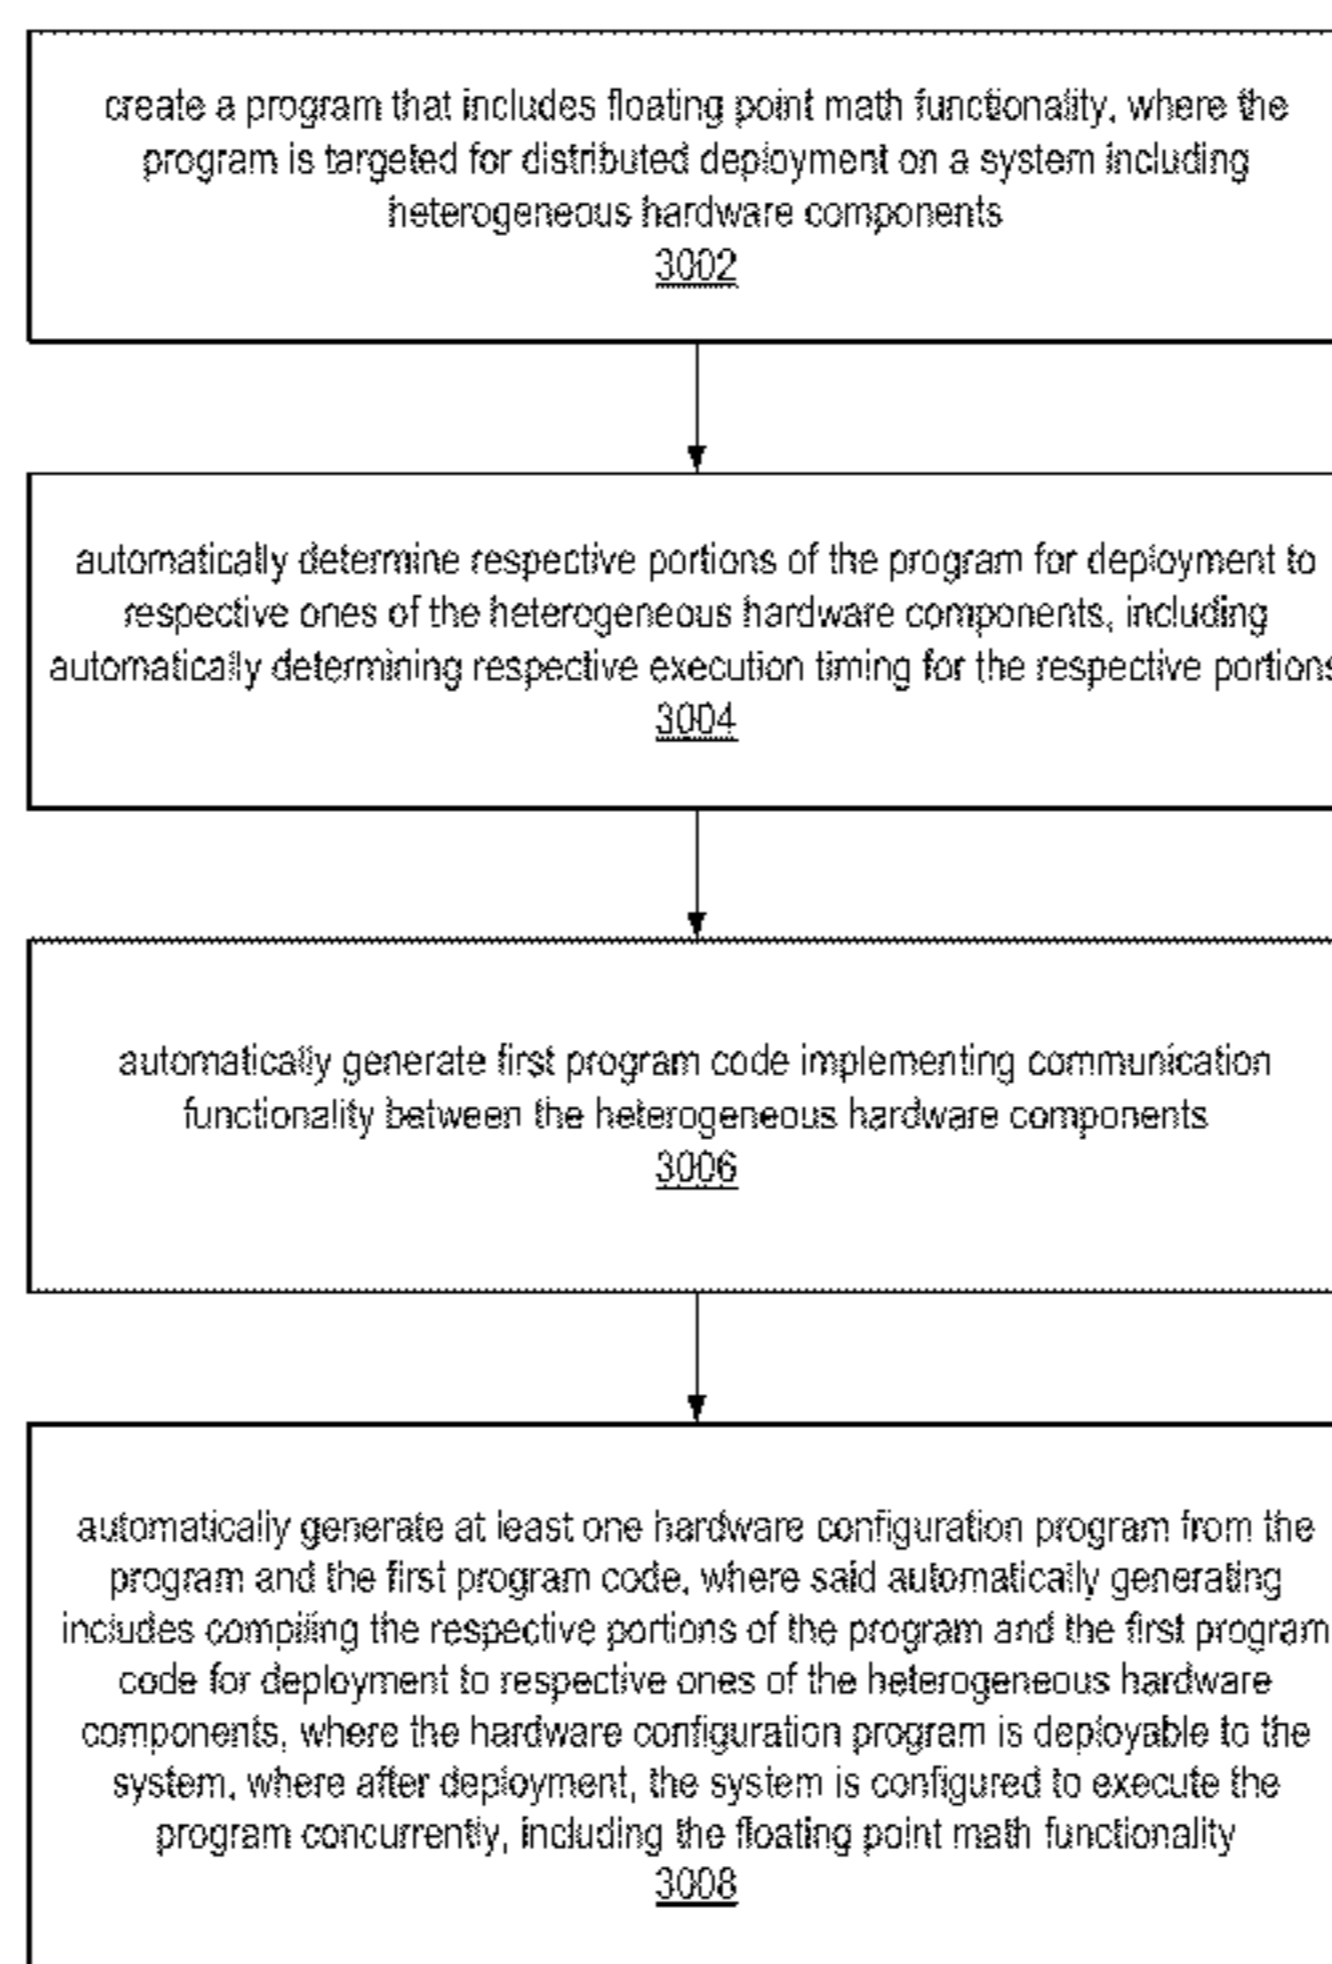 create a program that includes floating point math functionality, where the
program is targeted for distributed deployment on a system including
heterogeneous hardware components
3002
automatically determine respective portions of the program for deployment to
respective ones of the heterogeneous hardware components, including
automatically determining respective execution timing for the respective portions
3004
automatically generate first program code implementing communication
functionality between the heterogeneous hardware components
3006
automatically generate at least one hardware configuration program from the
program and the first program code, where said automatically generating
includes compiling the respective portions of the program and the first program
code for deployment to respective ones of the heterogeneous hardware
components, where the hardware configuration program is deployable to the
system, where after deployment, the system is configured to execute the
program concurrently, including the floating point math functionality
3008